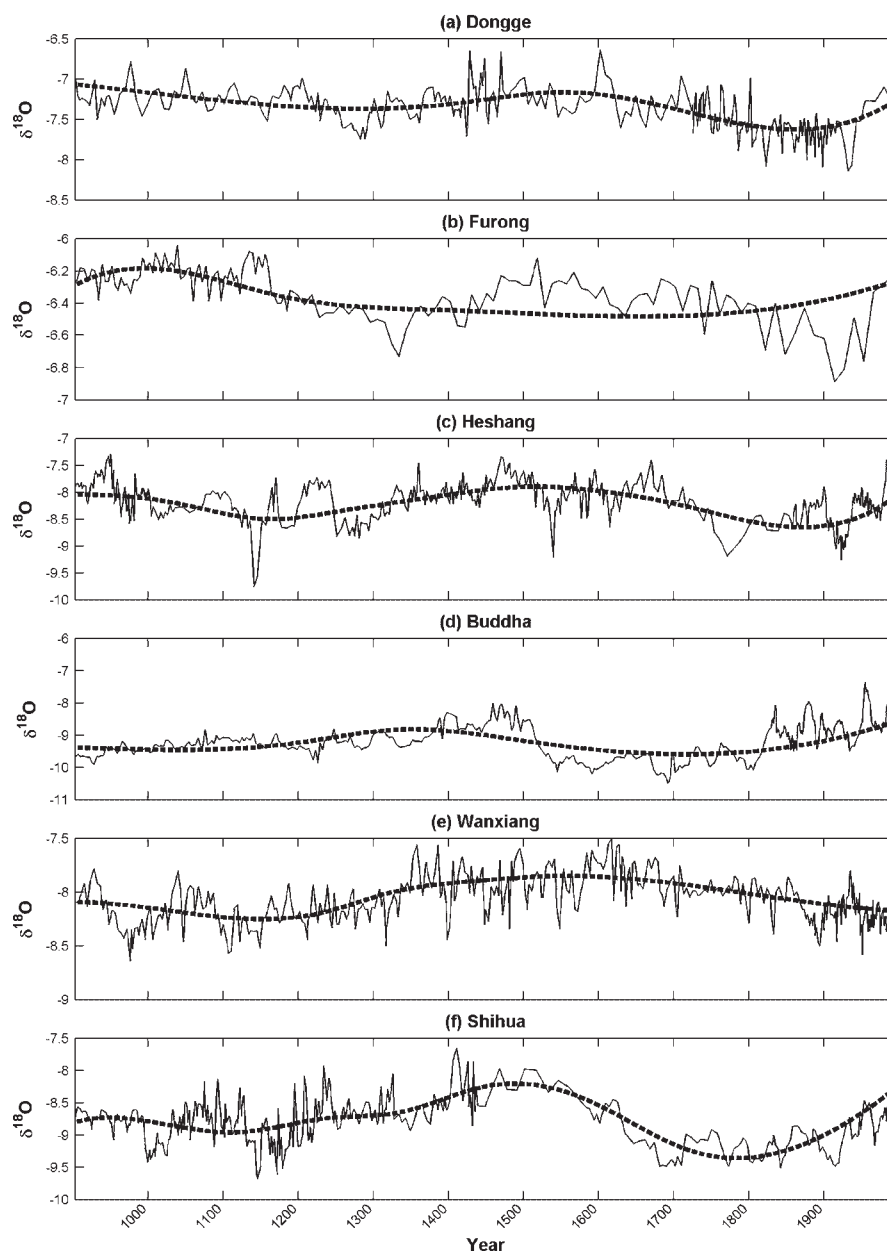 (a) Dongge
-6.5
-7
-7.5
-8
-8.5
δ18O
(b) Furong
-6
-6.2
-6.4
-6.6
-6.8
-7
δ18O
(c) Heshang
-7
-7.5
-8
-8.5
-9
-9.5
-10
δ18O
(d) Buddha
-6
-7
-8
-9
-10
-11
δ18O
(e) Wanxiang
-7.5
-8
-8.5
-9
δ18O
(f) Shihua
-7.5
-8
-8.5
-9
-9.5
-10
δ18O
1000 1100 1200 1300 1400 1500 1600 1700 1800 1900
Year